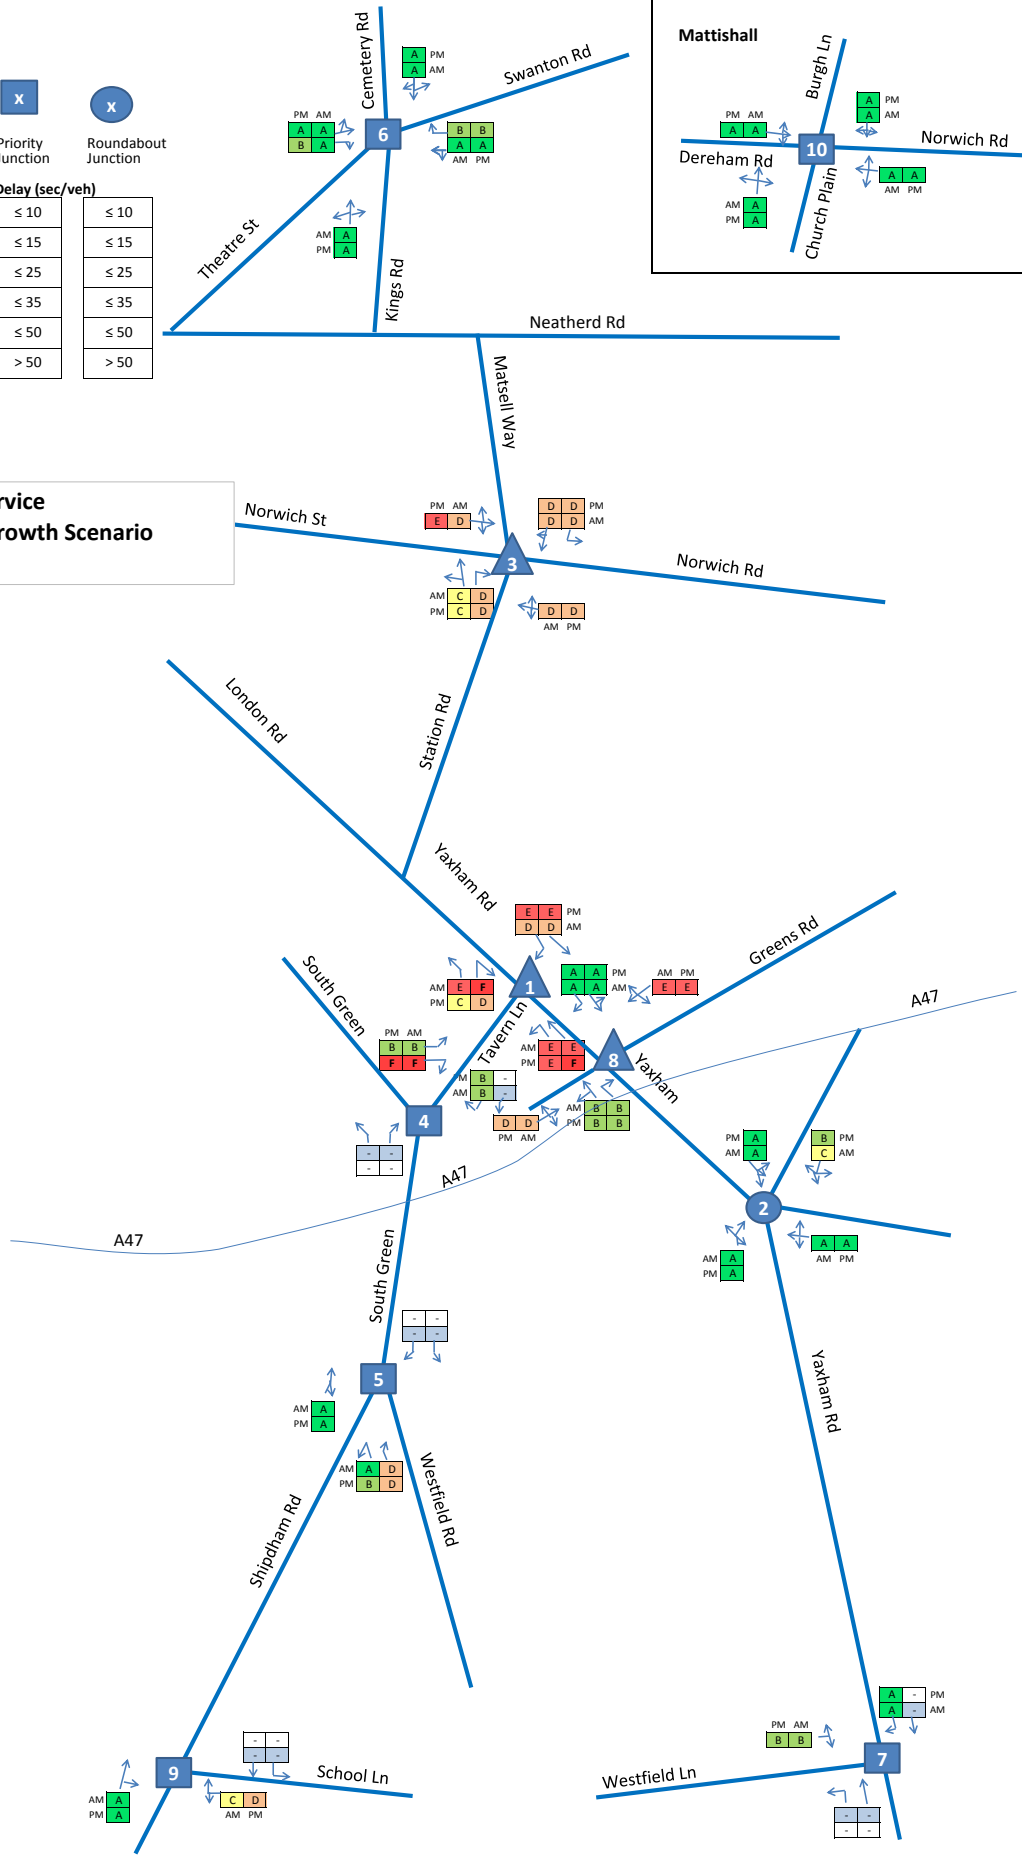 Cemetery Rd
A PM
A AM
Swanton Rd
Mattishall
Burgh Ln
x
x
Roundabout
Junction
Delay (sec/veh)
≤ 10 ≤ 10
≤ 15 ≤ 15
≤ 25 ≤ 25
≤ 35 ≤ 35
≤ 50 ≤ 50
> 50 > 50
PM AM
A A
B A
6
B B
A A
AM PM
AM A
PM A
Theatre St
Kings Rd
PM AM
A A
A PM
A AM
10
Norwich Rd
Dereham Rd
A A
AM PM
AM A
PM A
Church Plain
Neatherd Rd
Matsell Way
Norwich St
PM AM
E D
D D PM
D D AM
3
Norwich Rd
AM C D
PM C D
D D
AM PM
London Rd
Station Rd
Yaxham Rd
E E PM
D D AM
Greens Rd
South Green
AM E F
PM C D
1
A A PM
A A AM
AM PM
E E
A47
PM AM
B B
F F
Tavern Ln
AM E E
PM E F
8
Yaxham
B -
AM B -
4
D D
PM AM
AM B B
PM B B
- -
- -
A47
A47
PM A
AM A
B PM
C AM
2
AM A
PM A
A A
AM PM
South Green
- -
- -
5
AM A
PM A
AM A D
PM B D
Westfield Rd
Shipdham Rd
Yaxham Rd
- -
- -
9
School Ln
AM A
PM A
C D
AM PM
A - PM
A - AM
PM AM
B B
7
Westfield Ln
- -
- -